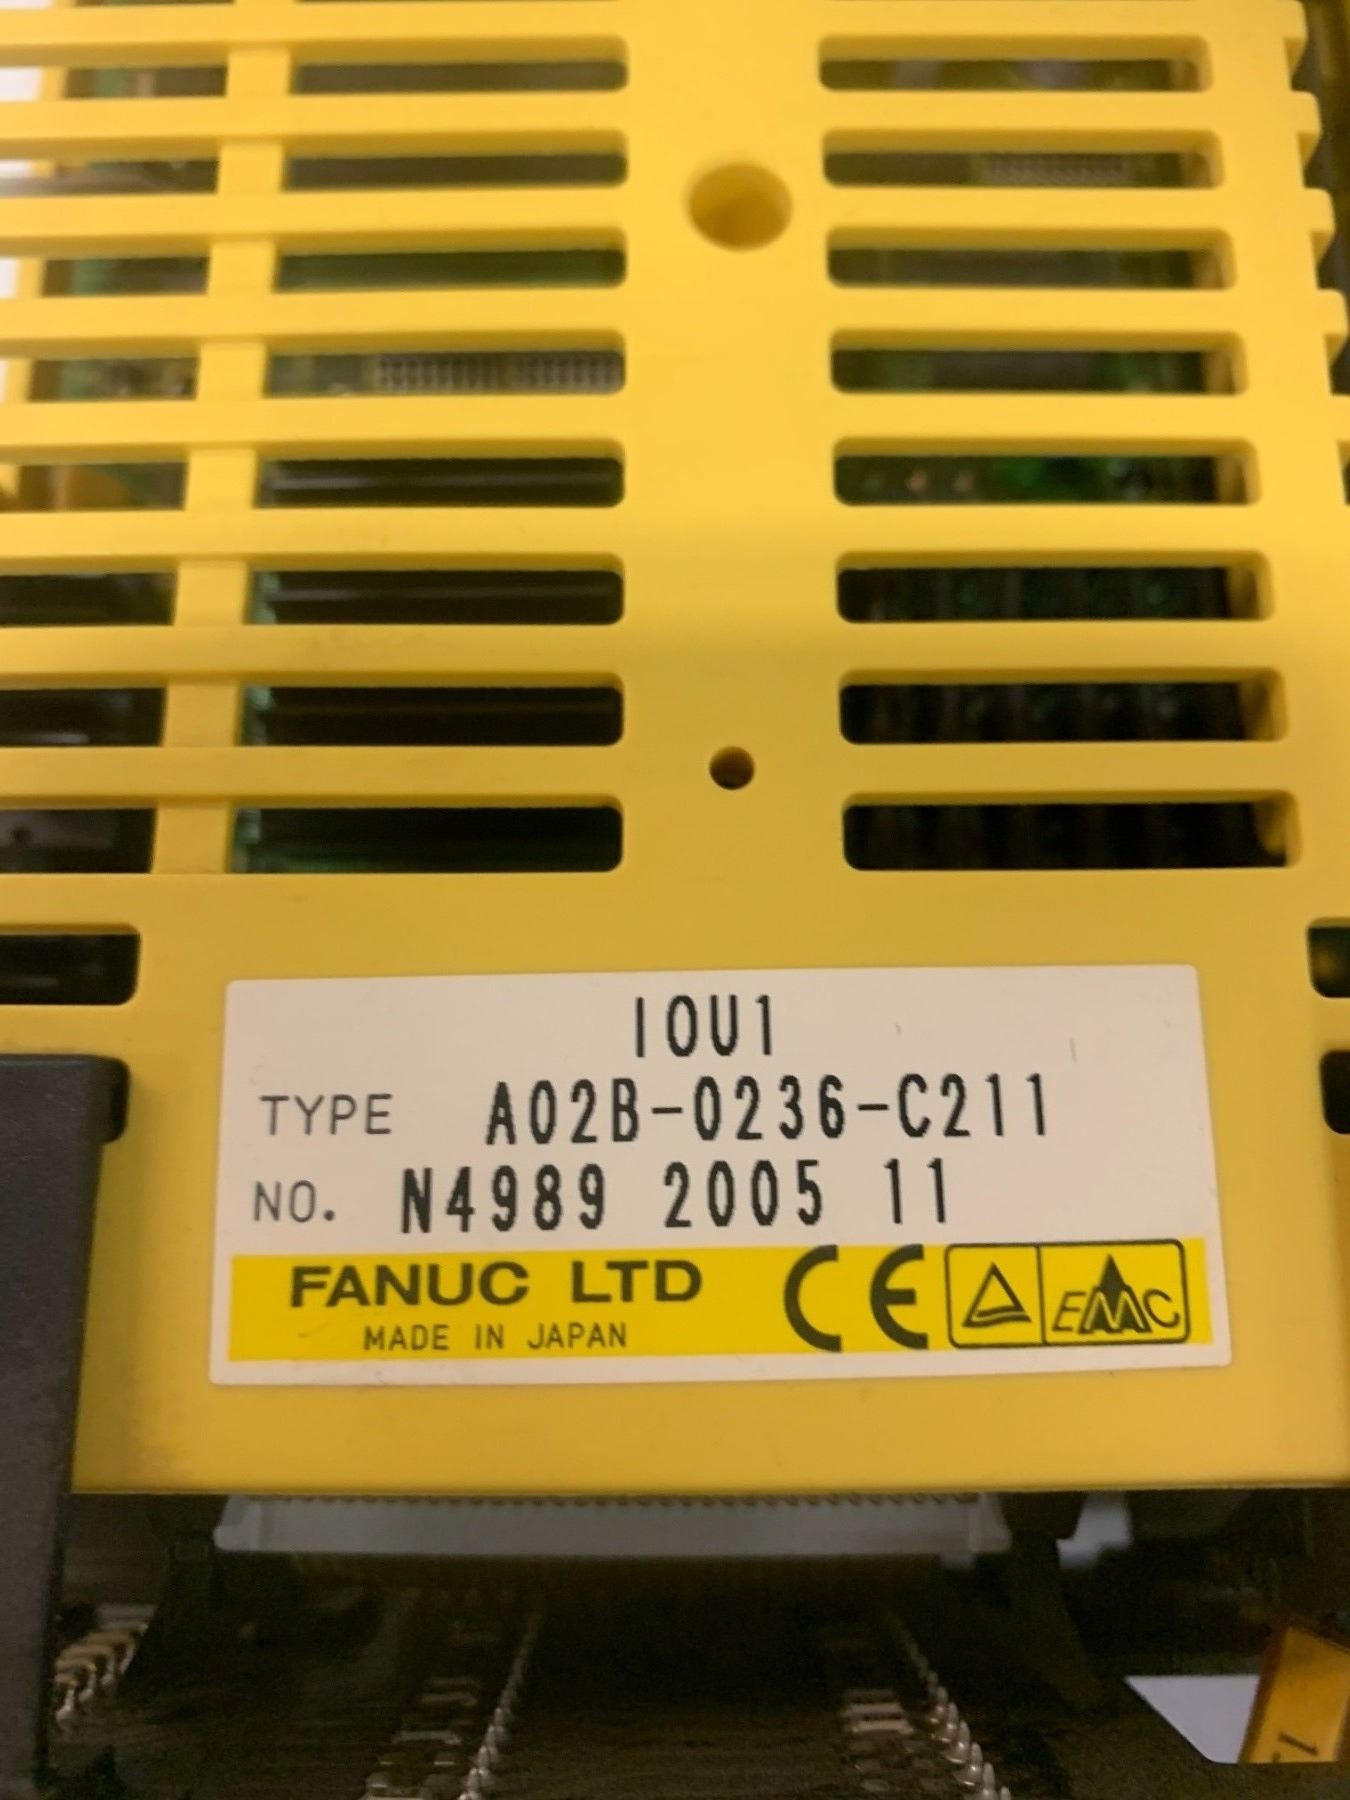 IOU1
TYPE A02B-0236-C211
NO. N4989 2005 11
FANUC LTD
MADE IN JAPAN
CE EMC